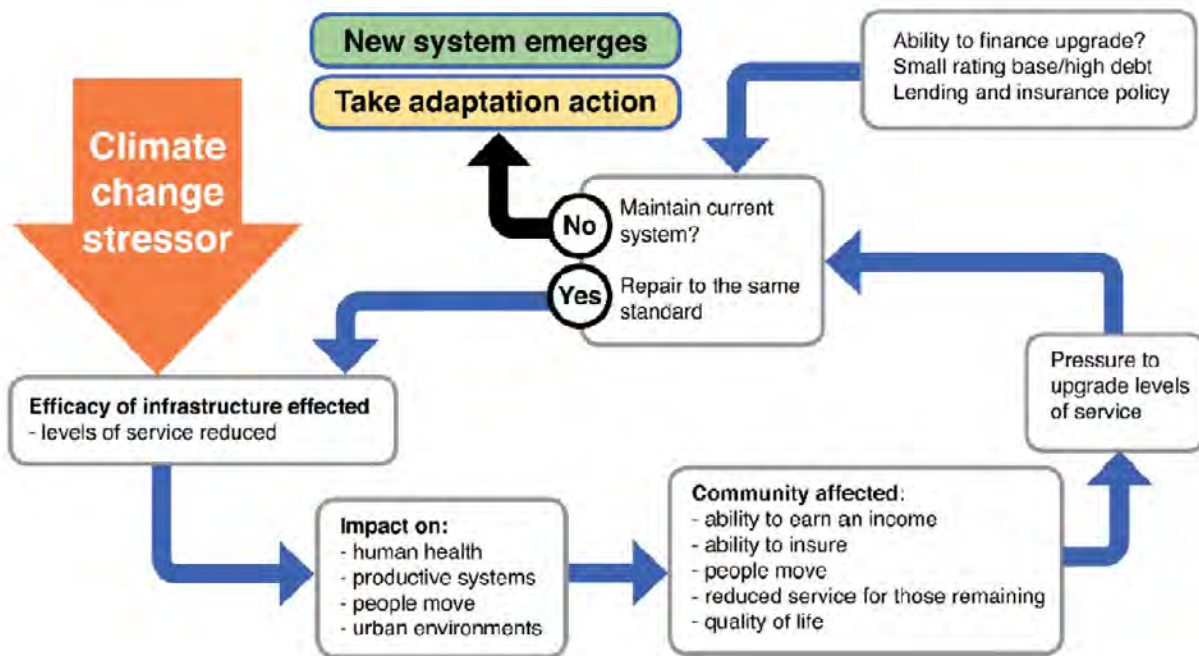 New system emerges
Take adaptation action
Ability to finance upgrade?
Small rating base/high debt
Lending and insurance policy
Climate
change
stressor
No
Maintain current
system?
Yes
Repair to the same
standard
Efficacy of infrastructure effected
- levels of service reduced
Impact on:
- human health
- productive systems
- people move
- urban environments
Community affected:
- ability to earn an income
- ability to insure
- people move
- reduced service for those remaining
- quality of life
Pressure to
upgrade levels
of service